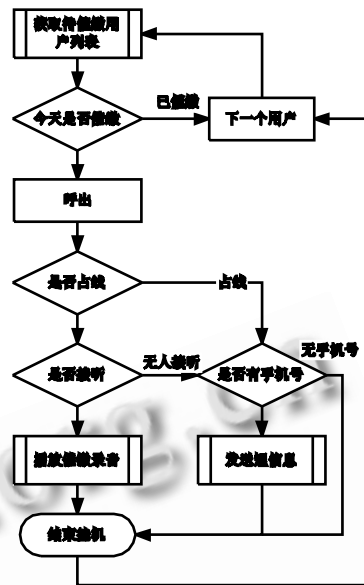 获取待催缴用
户列表
今天是否催缴
已催缴
下一个用户
呼出
是否占线
占线
是否接听
无人接听
是否有手机号
无手机号
播放催缴录音
发送短信息
结束挂机